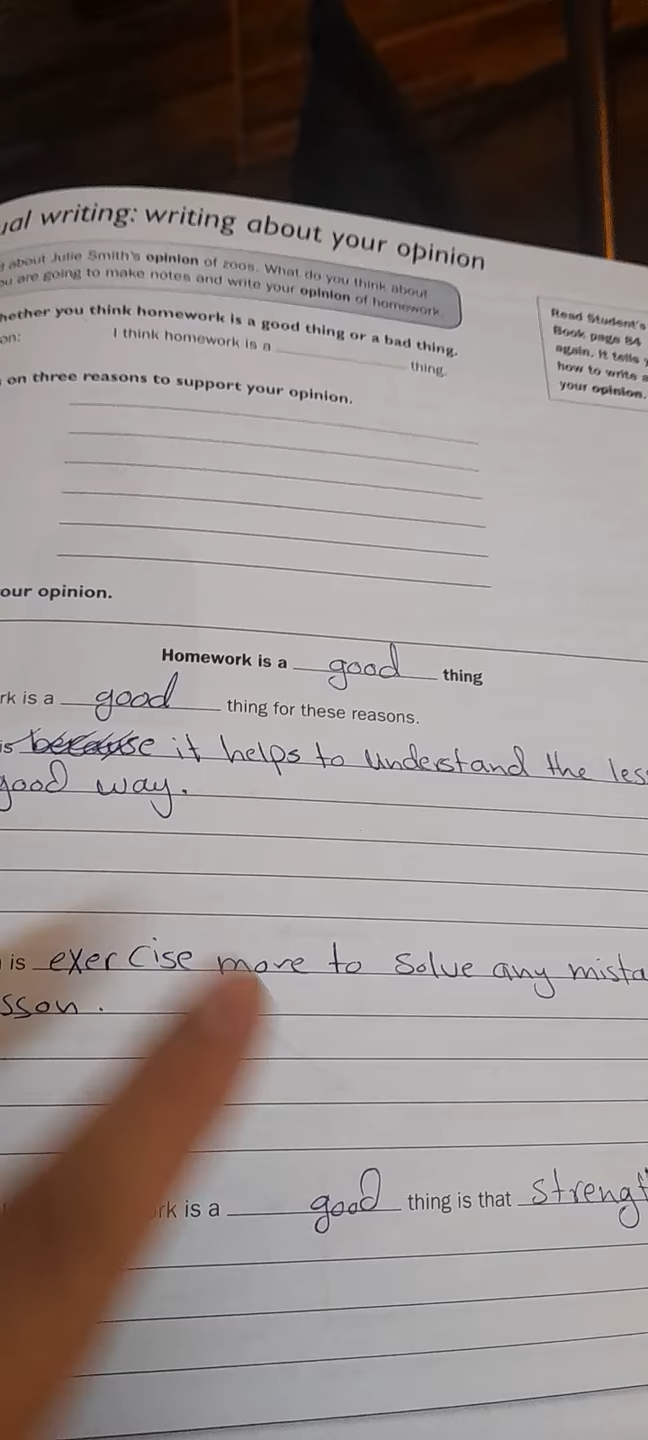 ual writing: writing about your opinion
about Julie Smith's opinion of zoos. What do you think about
ou are going to make notes and write your opinion of homework.
hether you think homework is a good thing or a bad thing.
on: I think homework is a thing.
on three reasons to support your opinion.
Read Student's
Book page 84
again. It tells
how to write a
your opinion.
our opinion.
Homework is a good thing
rk is a good thing for these reasons.
is because it helps to understand the les
good way.
is exercise more to solve any mista
sson.
rk is a good thing is that strengt